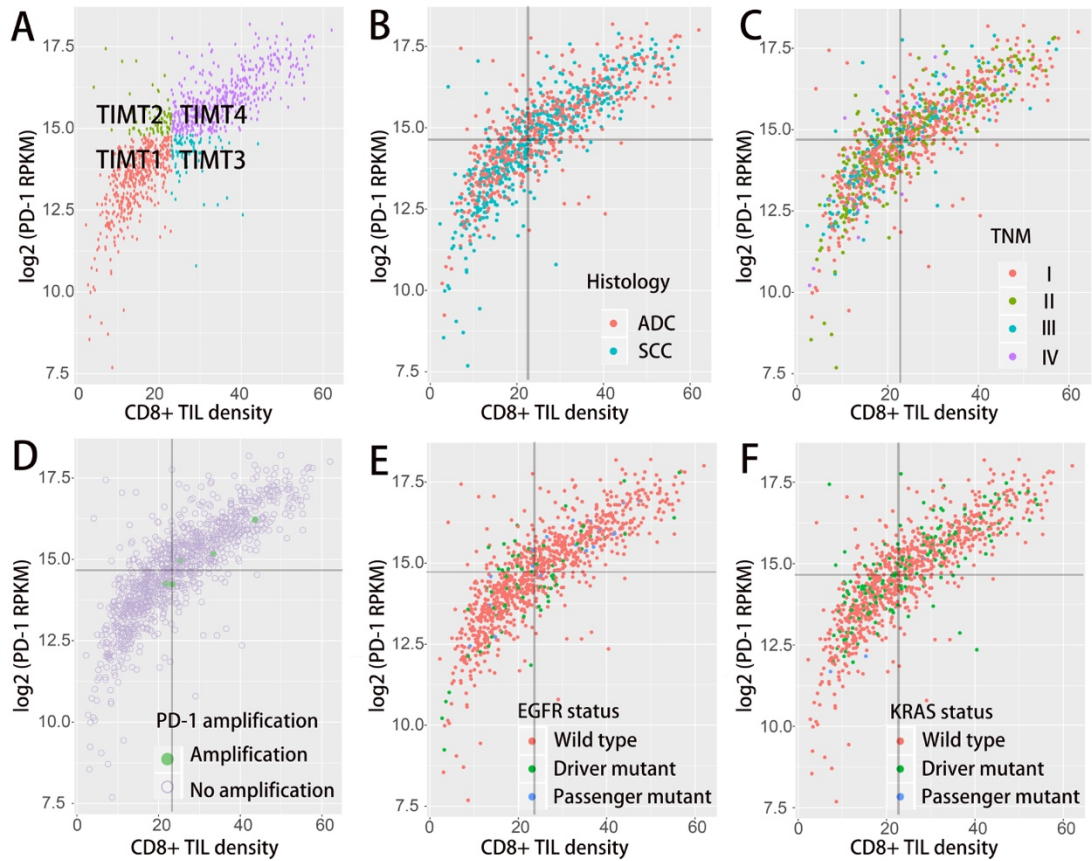 A
17.5
15.0
12.5
10.0
7.5
log2 (PD-1 RPKM)
TIMT2 TIMT4
TIMT1 TIMT3
0 20 40 60
CD8+ TIL density
B
17.5
15.0
12.5
10.0
7.5
log2 (PD-1 RPKM)
Histology
ADC
SCC
0 20 40 60
CD8+ TIL density
C
17.5
15.0
12.5
10.0
7.5
log2 (PD-1 RPKM)
TNM
I
II
III
IV
0 20 40 60
CD8+ TIL density
D
17.5
15.0
12.5
10.0
7.5
log2 (PD-1 RPKM)
PD-1 amplification
Amplification
No amplification
0 20 40 60
CD8+ TIL density
E
17.5
15.0
12.5
10.0
7.5
log2 (PD-1 RPKM)
EGFR status
Wild type
Driver mutant
Passenger mutant
0 20 40 60
CD8+ TIL density
F
17.5
15.0
12.5
10.0
7.5
log2 (PD-1 RPKM)
KRAS status
Wild type
Driver mutant
Passenger mutant
0 20 40 60
CD8+ TIL density